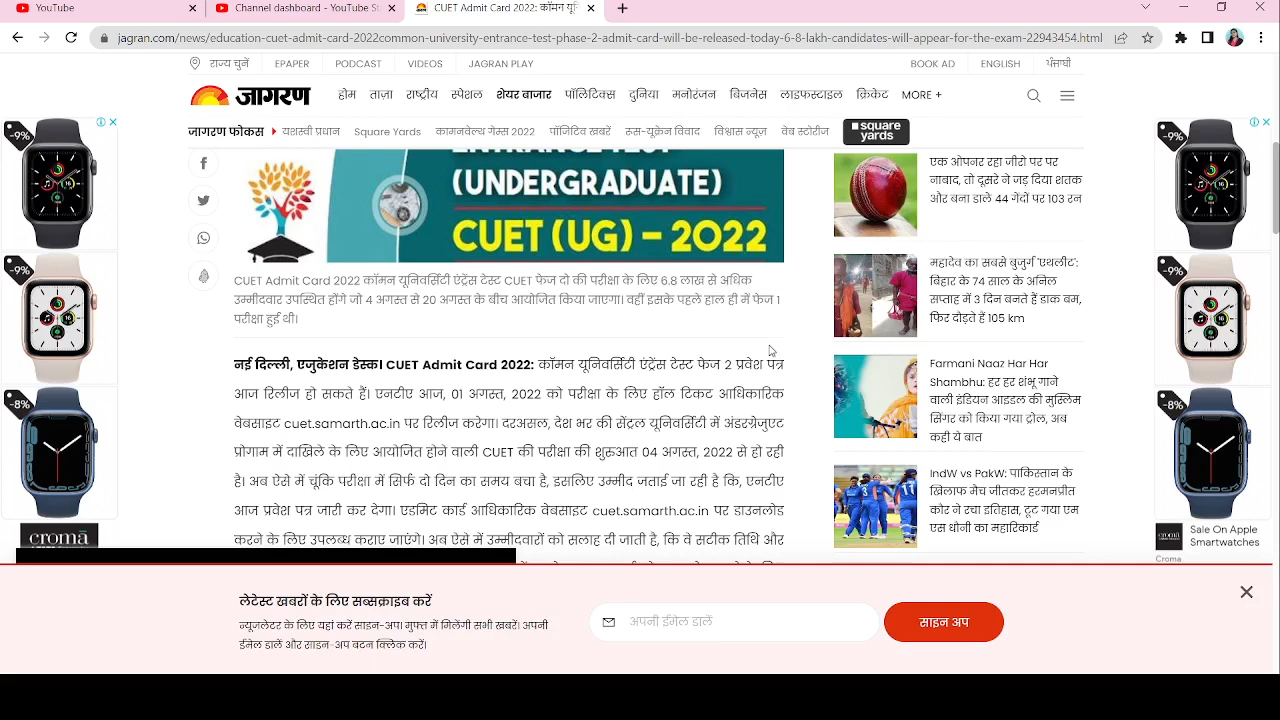 YouTube
Channel dashboard - YouTube St
CUET Admit Card 2022: कॉमन यूनि
jagran.com/news/education-cuet-admit-card-2022common-university-entrance-test-phase-2-admit-card-will-be-released-today-6-8-lakh-candidates-will-appear-for-the-exam-22943454.html
राज्य चुनें EPAPER PODCAST VIDEOS JAGRAN PLAY BOOK AD ENGLISH ਪੰਜਾਬੀ
जागरण होम ताज़ा राष्ट्रीय स्पेशल शेयर बाजार पॉलिटिक्स दुनिया मनोरंजन बिजनेस लाइफस्टाइल क्रिकेट MORE +
जागरण फोकस यशस्वी प्रधान Square Yards कामनवेल्थ गेम्स 2022 पॉजिटिव खबरें रूस-यूक्रेन विवाद विश्वास न्यूज वेब स्टोरीज square yards
ENTRANCE TEST
(UNDERGRADUATE)
CUET (UG) - 2022
CUET Admit Card 2022 कॉमन यूनिवर्सिटी एंट्रेंस टेस्ट CUET फेज दो की परीक्षा के लिए 6.8 लाख से अधिक
उम्मीदवार उपस्थित होंगे जो 4 अगस्त से 20 अगस्त के बीच आयोजित किया जाएगा। वहीं इसके पहले हाल ही में फेज 1
परीक्षा हुई थी।
नई दिल्ली, एजुकेशन डेस्क। CUET Admit Card 2022: कॉमन यूनिवर्सिटी एंट्रेंस टेस्ट फेज 2 प्रवेश पत्र
आज रिलीज हो सकते हैं। एनटीए आज, 01 अगस्त, 2022 को परीक्षा के लिए हॉल टिकट आधिकारिक
वेबसाइट cuet.samarth.ac.in पर रिलीज करेगा। दरअसल, देश भर की सेंट्रल यूनिवर्सिटी में अंडरग्रेजुएट
प्रोगाम में दाखिले के लिए आयोजित होने वाली CUET की परीक्षा की शुरुआत 04 अगस्त, 2022 से हो रही
है। अब ऐसे में चूंकि परीक्षा में सिर्फ दो दिन का समय बचा है, इसलिए उम्मीद जताई जा रही है कि, एनटीए
आज प्रवेश पत्र जारी कर देगा। एडमिट कार्ड आधिकारिक वेबसाइट cuet.samarth.ac.in पर डाउनलोड
करने के लिए उपलब्ध कराए जाएंगे। अब ऐसे में उम्मीदवारों को सलाह दी जाती है, कि वे सटीक तिथि और
एक ओपनर रहा जीरो पर पर
नाबाद, तो दूसरे ने जड़ दिया शतक
और बना डाले 44 गेंदों पर 103 रन
महादेव का सबसे बुजुर्ग 'एथलीट':
बिहार के 74 साल के अनिल
सप्ताह में 3 दिन बनते हैं डाक बम,
फिर दौड़ते हैं 105 km
Farmani Naaz Har Har
Shambhu: हर हर शंभू गाने
वाली इंडियन आइडल की मुस्लिम
सिंगर को किया गया ट्रोल, अब
कही ये बात
IndW vs PakW: पाकिस्तान के
खिलाफ मैच जीतकर हरमनप्रीत
कौर ने रचा इतिहास, टूट गया एम
एस धौनी का महारिकॉर्ड
-9%
-9%
-8%
cromā
-9%
-9%
-8%
cromā
Sale On Apple
Smartwatches
Croma
लेटेस्ट खबरों के लिए सब्सक्राइब करें
न्यूजलेटर के लिए यहां करें साइन-अप। मुफ्त में मिलेंगी सभी खबरें। अपनी
ईमेल डालें और साइन-अप बटन क्लिक करें।
अपनी ईमेल डालें
साइन अप